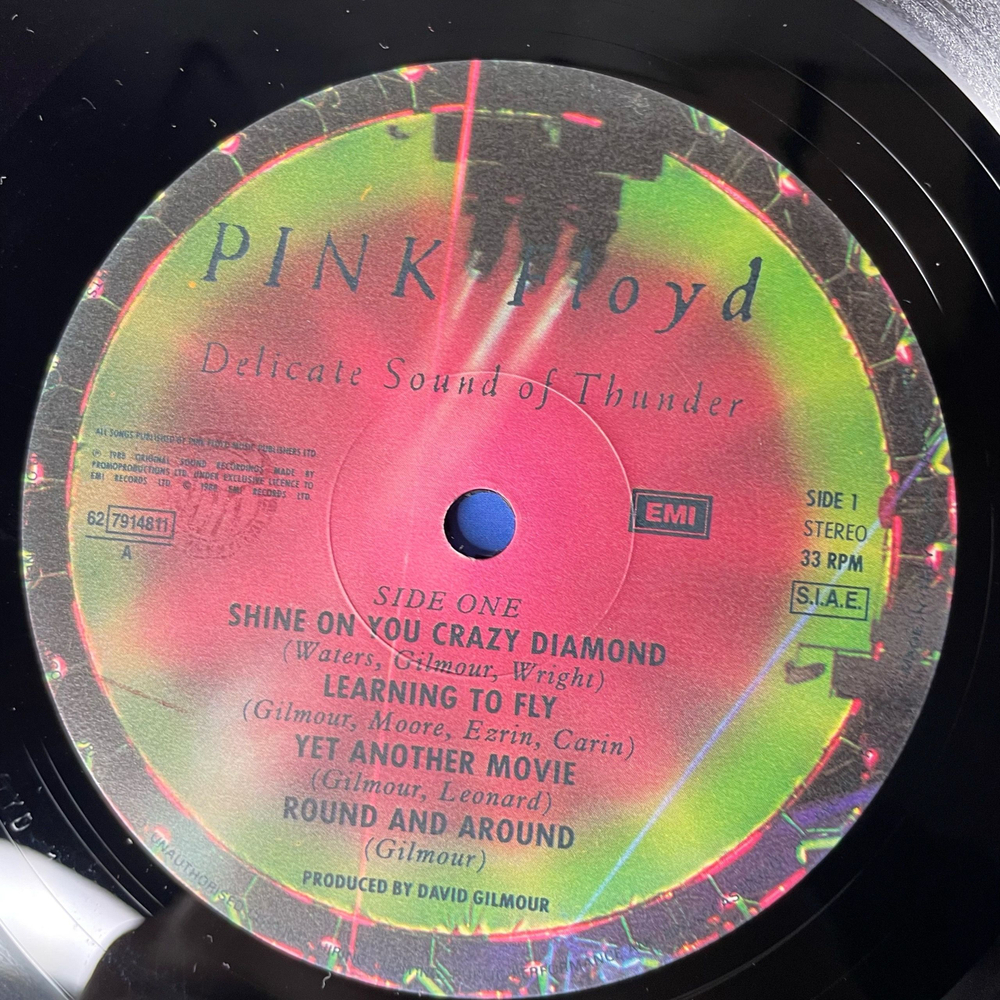 PINK Floyd
Delicate Sound of Thunder
ALL SONGS PUBLISHED BY PINK FLOYD MUSIC PUBLISHERS LTD
℗ 1988 ORIGINAL SOUND RECORDINGS MADE BY
PROMOPRODUCTIONS LTD. UNDER EXCLUSIVE LICENCE TO
EMI RECORDS LTD. © 1988 EMI RECORDS LTD.
62 7914811
A
EMI
SIDE 1
STEREO
33 RPM
S.I.A.E.
SIDE ONE
SHINE ON YOU CRAZY DIAMOND
(Waters, Gilmour, Wright)
LEARNING TO FLY
(Gilmour, Moore, Ezrin, Carin)
YET ANOTHER MOVIE
(Gilmour, Leonard)
ROUND AND AROUND
(Gilmour)
PRODUCED BY DAVID GILMOUR
UNAUTHORISED
PERFORMANCE